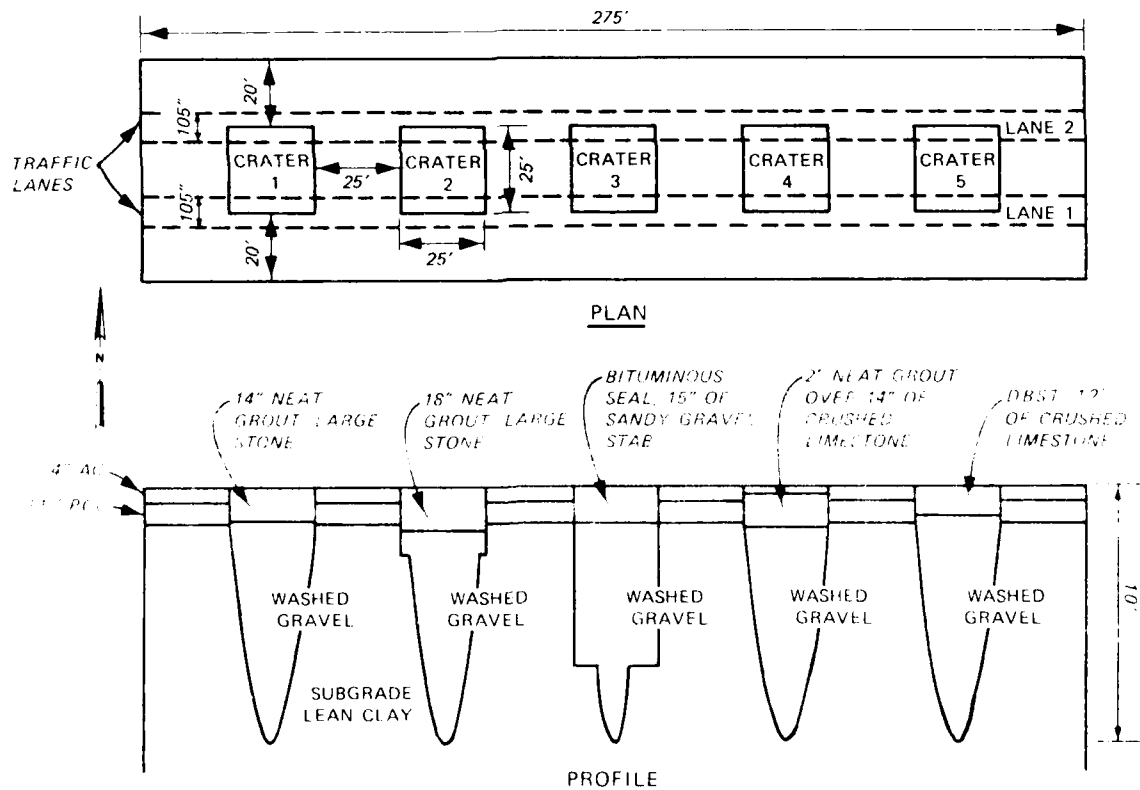 275'
20'
105"
LANE 2
TRAFFIC
LANES
CRATER
1
25'
CRATER
2
25'
CRATER
3
CRATER
4
CRATER
5
105"
LANE 1
20'
25'
PLAN
N
14" NEAT
GROUT LARGE
STONE
18" NEAT
GROUT LARGE
STONE
BITUMINOUS
SEAL, 15" OF
SANDY GRAVEL
STAB
2" NEAT GROUT
OVER 14" OF
CRUSHED
LIMESTONE
DBST, 12"
OF CRUSHED
LIMESTONE
4" AC
PCC
WASHED
GRAVEL
WASHED
GRAVEL
WASHED
GRAVEL
WASHED
GRAVEL
WASHED
GRAVEL
10'
SUBGRADE
LEAN CLAY
PROFILE